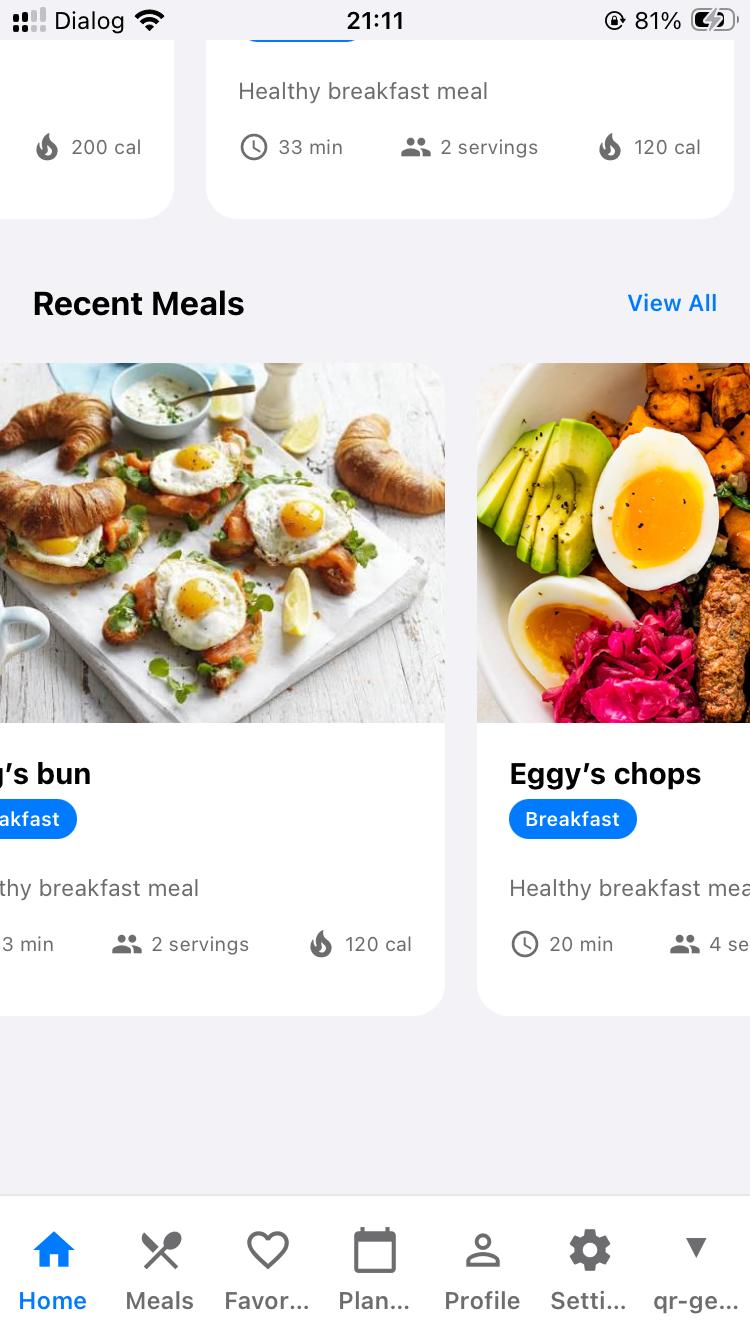 Dialog 21:11 81%
Healthy breakfast meal
200 cal 33 min 2 servings 120 cal
Recent Meals View All
's bun Eggy's chops
akfast Breakfast
thy breakfast meal Healthy breakfast mea
3 min 2 servings 120 cal 20 min 4 se
Home Meals Favor... Plan... Profile Setti... qr-ge...